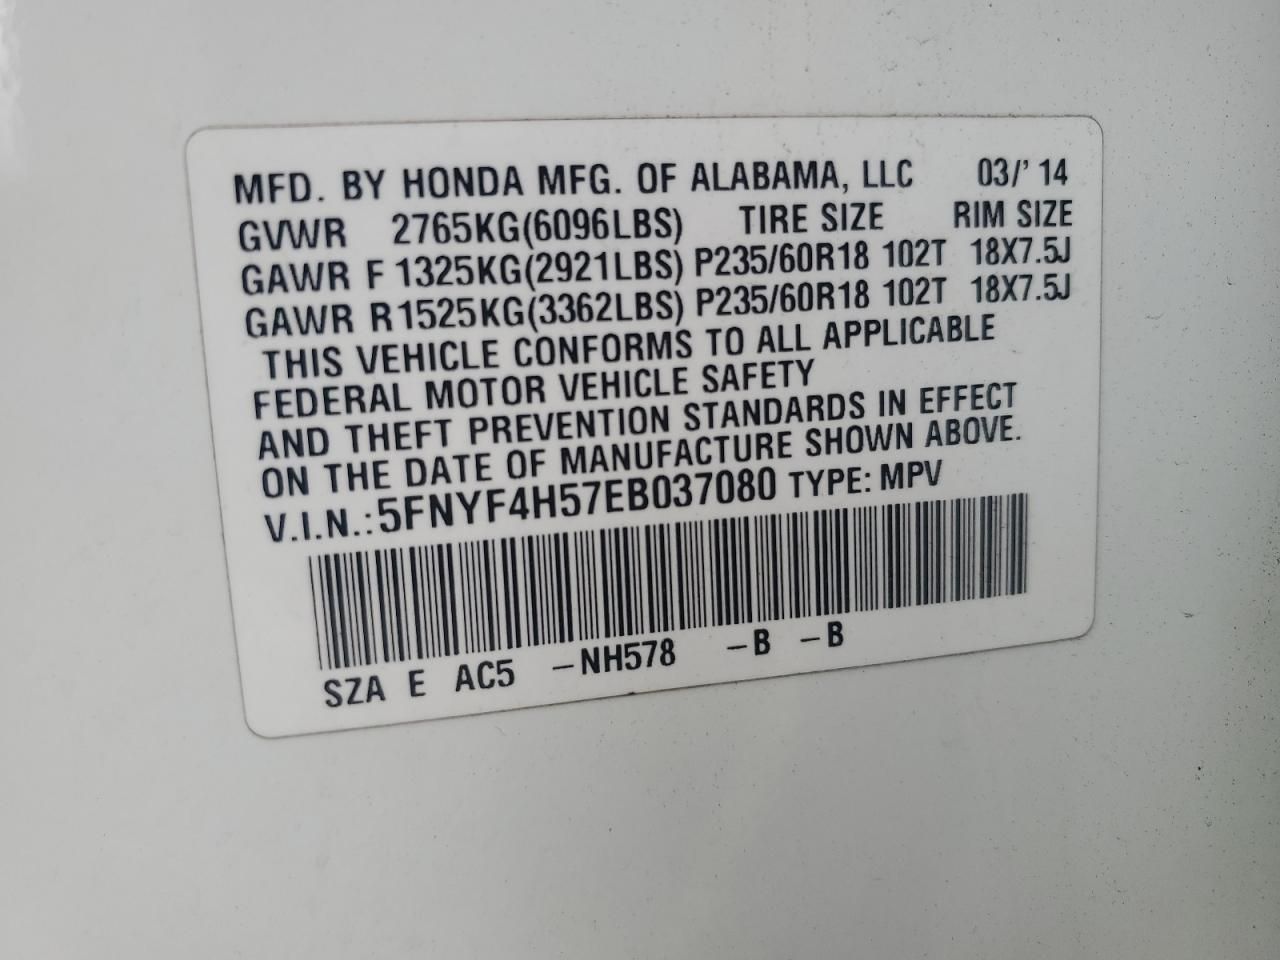 MFD. BY HONDA MFG. OF ALABAMA, LLC 03/' 14
GVWR 2765KG(6096LBS) TIRE SIZE RIM SIZE
GAWR F 1325KG(2921LBS) P235/60R18 102T 18X7.5J
GAWR R 1525KG(3362LBS) P235/60R18 102T 18X7.5J
THIS VEHICLE CONFORMS TO ALL APPLICABLE
FEDERAL MOTOR VEHICLE SAFETY
AND THEFT PREVENTION STANDARDS IN EFFECT
ON THE DATE OF MANUFACTURE SHOWN ABOVE.
V.I.N.: 5FNYF4H57EB037080 TYPE: MPV
SZA E AC5 –NH578 –B –B